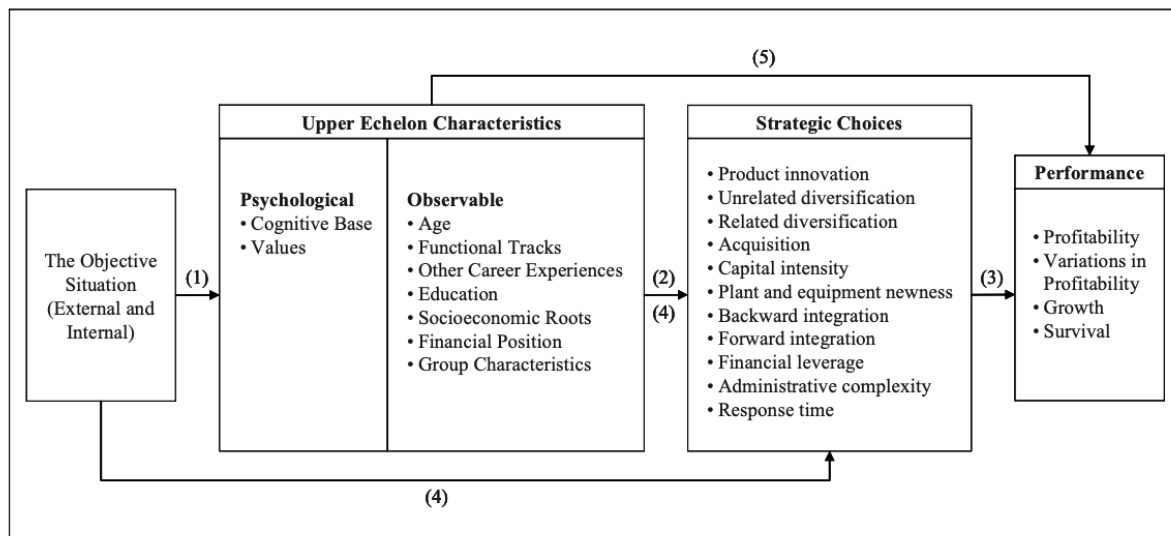 (5)
Upper Echelon Characteristics
Strategic Choices
Performance
Psychological
• Cognitive Base
• Values
Observable
• Age
• Functional Tracks
• Other Career Experiences
• Education
• Socioeconomic Roots
• Financial Position
• Group Characteristics
• Product innovation
• Unrelated diversification
• Related diversification
• Acquisition
• Capital intensity
• Plant and equipment newness
• Backward integration
• Forward integration
• Financial leverage
• Administrative complexity
• Response time
• Profitability
• Variations in
Profitability
• Growth
• Survival
The Objective
Situation
(External and
Internal)
(1)
(2)
(4)
(3)
(4)